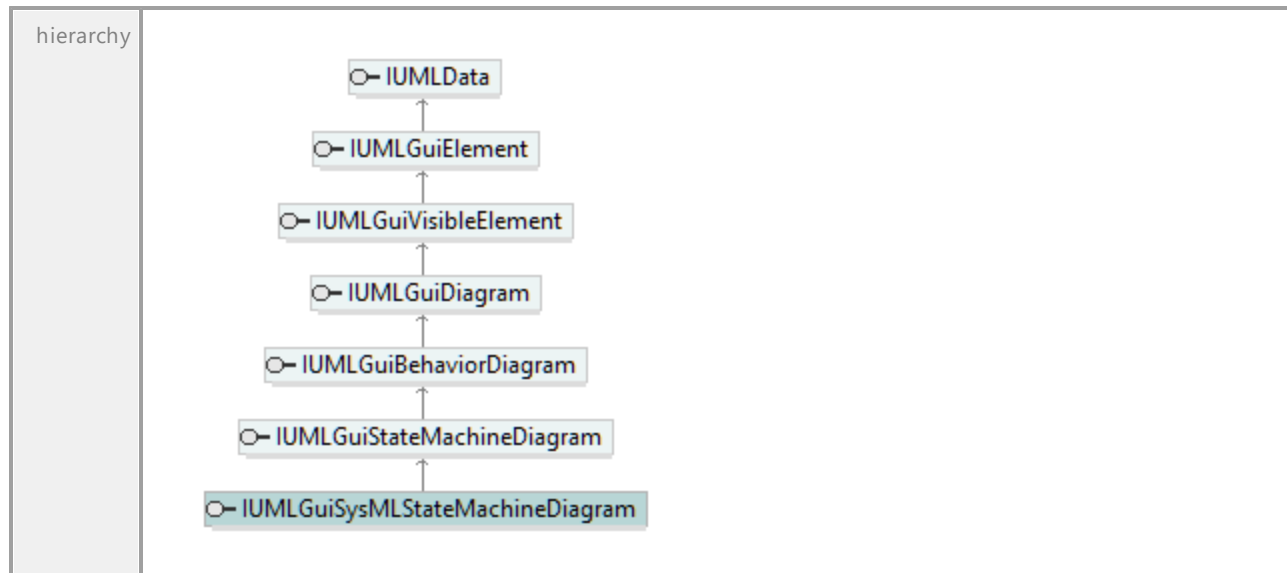 hierarchy
IUMLData
IUMLGuiElement
IUMLGuiVisibleElement
IUMLGuiDiagram
IUMLGuiBehaviorDiagram
IUMLGuiStateMachineDiagram
IUMLGuiSysMLStateMachineDiagram